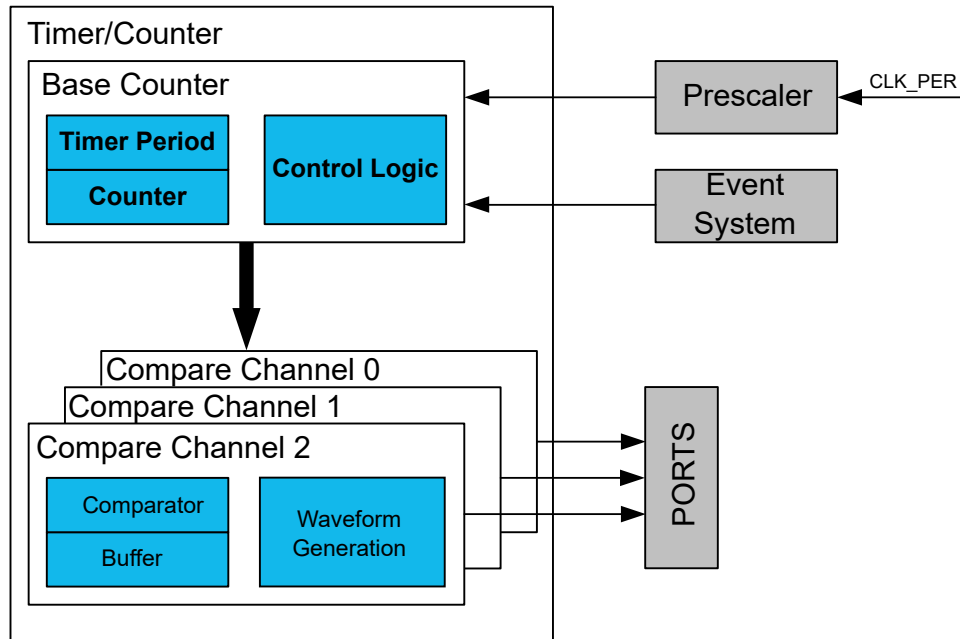 Timer/Counter
Base Counter
Timer Period
Counter
Control Logic
Prescaler
CLK_PER
Event
System
Compare Channel 0
Compare Channel 1
Compare Channel 2
Comparator
Buffer
Waveform
Generation
PORTS